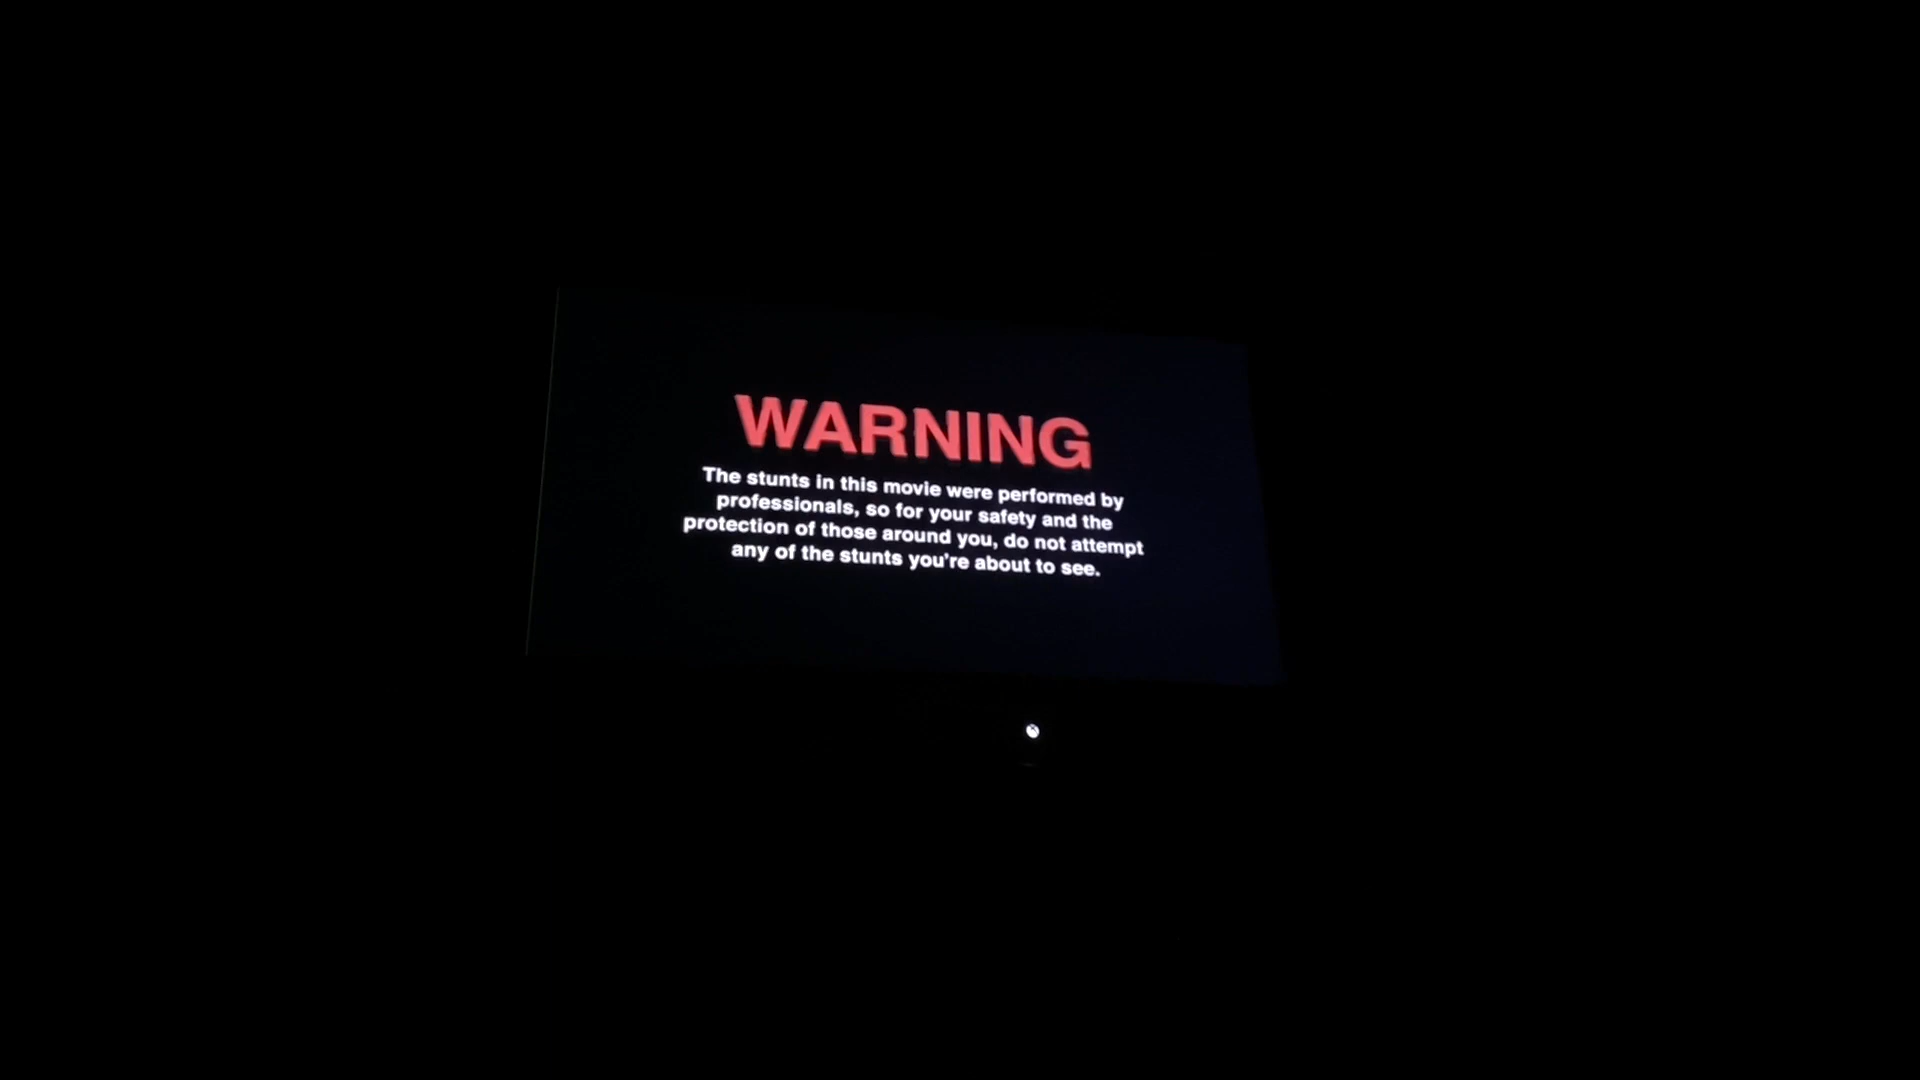 WARNING
The stunts in this movie were performed by
professionals, so for your safety and the
protection of those around you, do not attempt
any of the stunts you're about to see.